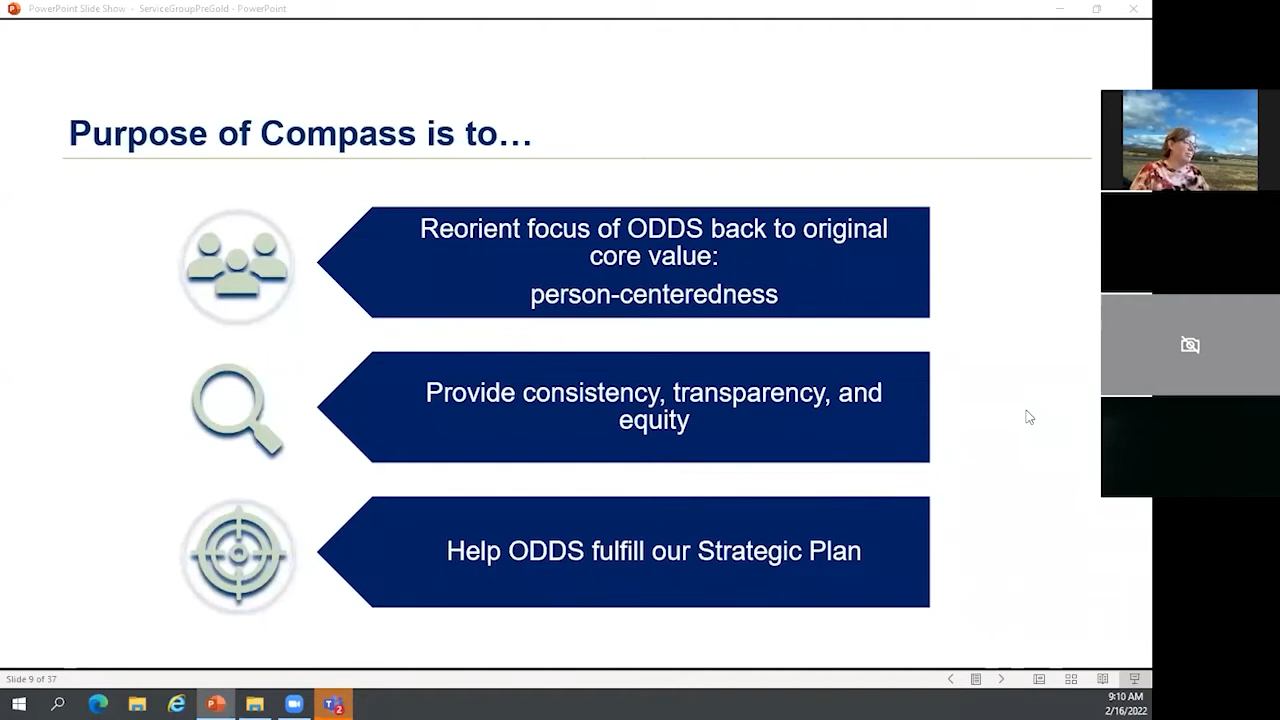 PowerPoint Slide Show - ServiceGroupPreGold - PowerPoint
Purpose of Compass is to…
Reorient focus of ODDS back to original
core value:
person-centeredness
Provide consistency, transparency, and
equity
Help ODDS fulfill our Strategic Plan
Slide 9 of 37
2
9:10 AM
2/16/2022